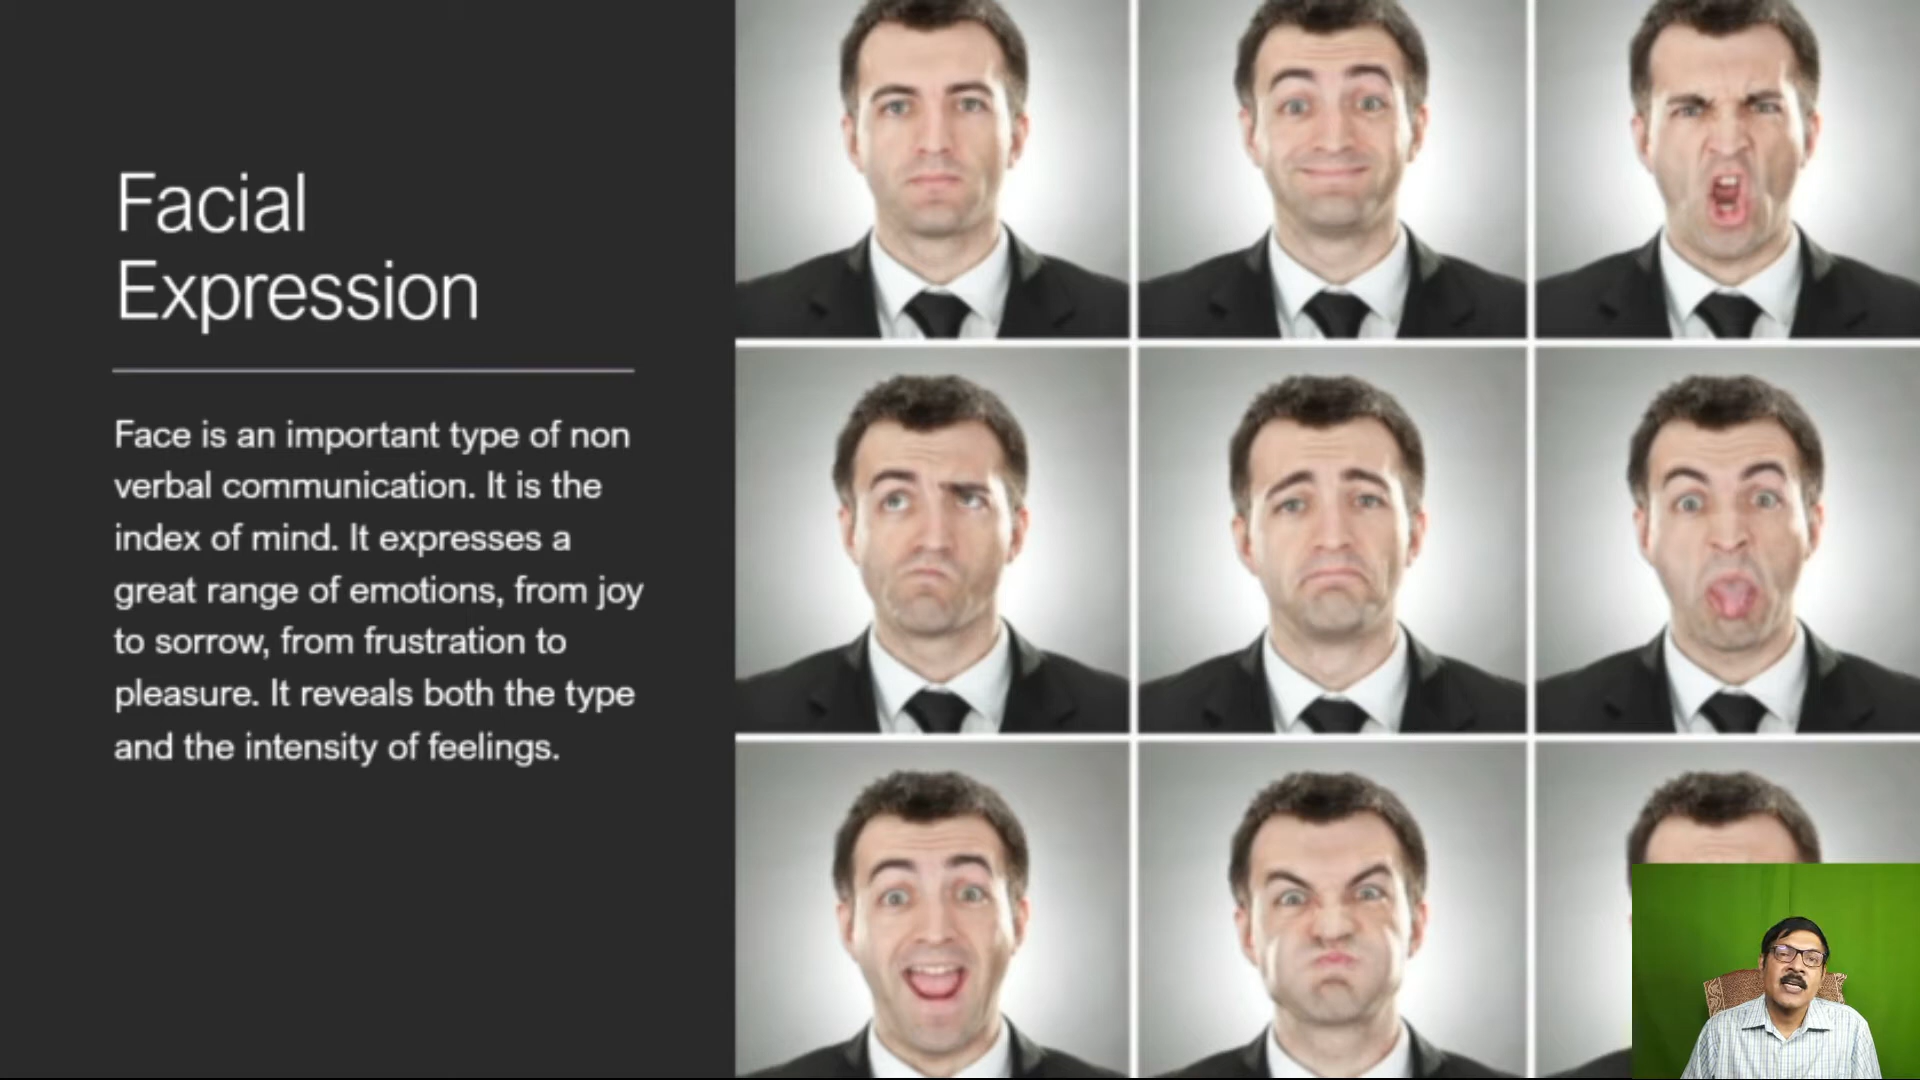 Facial
Expression
Face is an important type of non
verbal communication. It is the
index of mind. It expresses a
great range of emotions, from joy
to sorrow, from frustration to
pleasure. It reveals both the type
and the intensity of feelings.